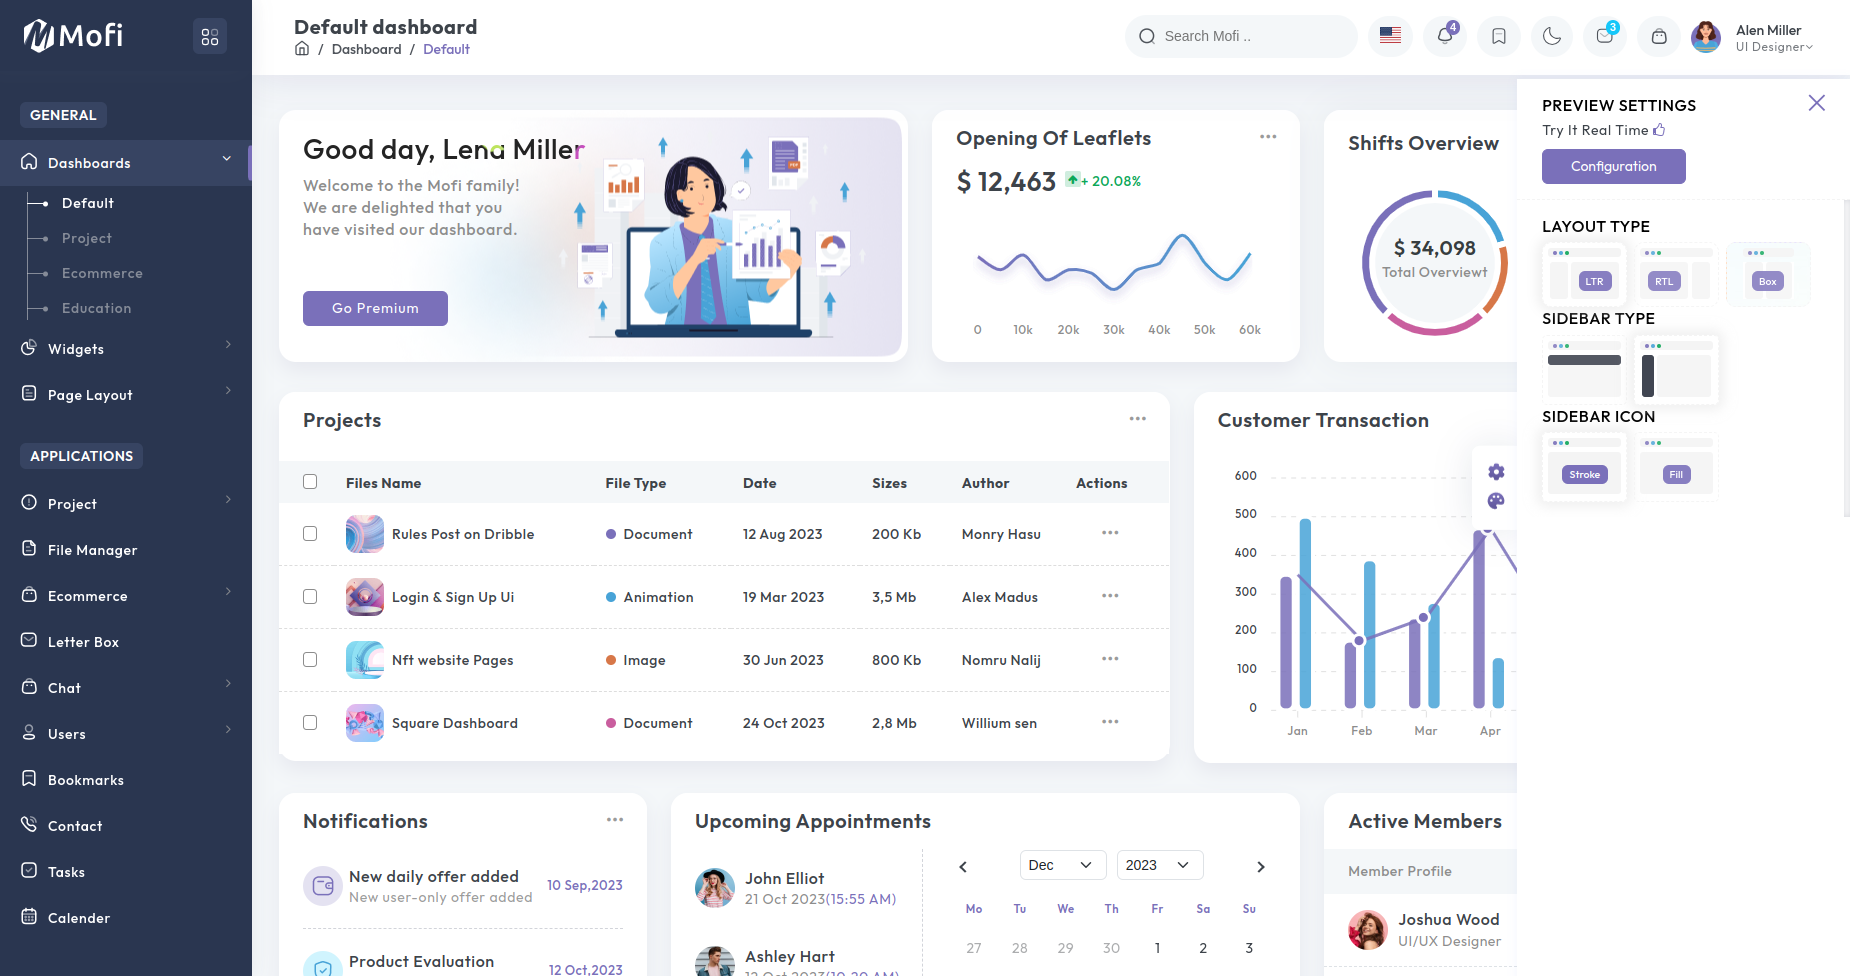 Mofi
GENERAL
Dashboards
Default
Project
Ecommerce
Education
Widgets
Page Layout
APPLICATIONS
Project
File Manager
Ecommerce
Letter Box
Chat
Users
Bookmarks
Contact
Tasks
Calender
Default dashboard
/ Dashboard / Default
Search Mofi ..
4
3
Alen Miller
UI Designer
Good day, Lena Miller
Welcome to the Mofi family!
We are delighted that you
have visited our dashboard.
Go Premium
PDF
Opening Of Leaflets
$ 12,463 + 20.08%
0 10k 20k 30k 40k 50k 60k
Shifts Overview
$ 34,098
Total Overviewt
PREVIEW SETTINGS
Try It Real Time
Configuration
LAYOUT TYPE
LTR RTL Box
SIDEBAR TYPE
SIDEBAR ICON
Stroke Fill
Projects
Files Name File Type Date Sizes Author Actions
Rules Post on Dribble Document 12 Aug 2023 200 Kb Monry Hasu
Login & Sign Up Ui Animation 19 Mar 2023 3,5 Mb Alex Madus
Nft website Pages Image 30 Jun 2023 800 Kb Nomru Nalij
Square Dashboard Document 24 Oct 2023 2,8 Mb Willium sen
Customer Transaction
600
500
400
300
200
100
0
Jan Feb Mar Apr
Notifications
New daily offer added
New user-only offer added
10 Sep,2023
Product Evaluation
12 Oct,2023
Upcoming Appointments
John Elliot
21 Oct 2023(15:55 AM)
Ashley Hart
12 Oct 2023(10:20 AM)
Dec 2023
Mo Tu We Th Fr Sa Su
27 28 29 30 1 2 3
Active Members
Member Profile
Joshua Wood
UI/UX Designer